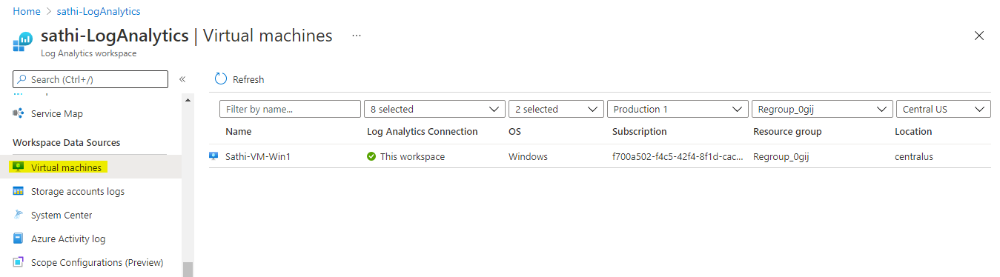 Home > sathi-LogAnalytics
sathi-LogAnalytics | Virtual machines ...
Log Analytics workspace
Search (Ctrl+/)
«
Refresh
Service Map
Workspace Data Sources
Virtual machines
Storage accounts logs
System Center
Azure Activity log
Scope Configurations (Preview)
Filter by name... 8 selected 2 selected Production 1 Regroup_0gij Central US
Name Log Analytics Connection OS Subscription Resource group Location
Sathi-VM-Win1 This workspace Windows f700a502-f4c5-42f4-8f1d-cac... Regroup_0gij centralus